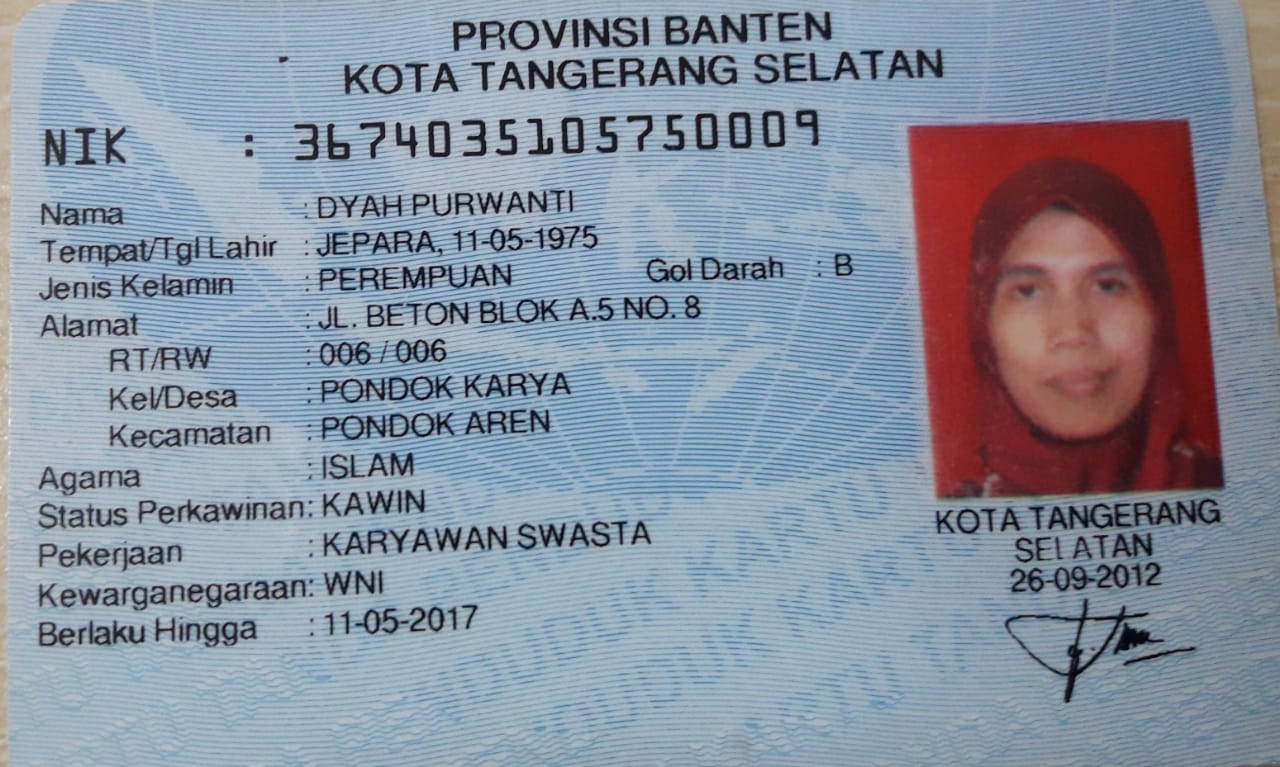 PROVINSI BANTEN
KOTA TANGERANG SELATAN
NIK : 3674035105750009
Nama : DYAH PURWANTI
Tempat/Tgl Lahir : JEPARA, 11-05-1975
Jenis Kelamin : PEREMPUAN Gol Darah : B
Alamat : JL. BETON BLOK A.5 NO. 8
RT/RW : 006 / 006
Kel/Desa : PONDOK KARYA
Kecamatan : PONDOK AREN
Agama : ISLAM
Status Perkawinan: KAWIN
Pekerjaan : KARYAWAN SWASTA
Kewarganegaraan: WNI
Berlaku Hingga : 11-05-2017
KOTA TANGERANG
SELATAN
26-09-2012